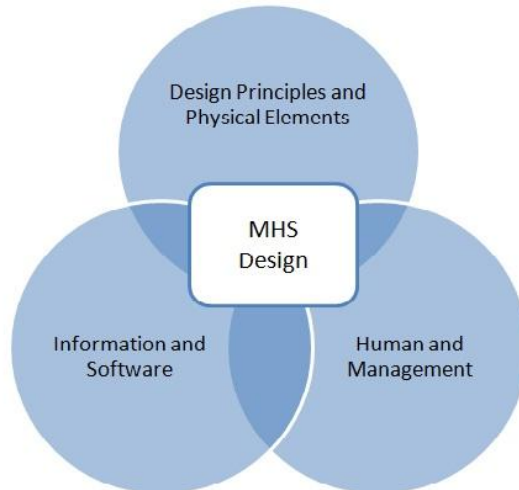 Design Principles and
Physical Elements
MHS
Design
Information and
Software
Human and
Management